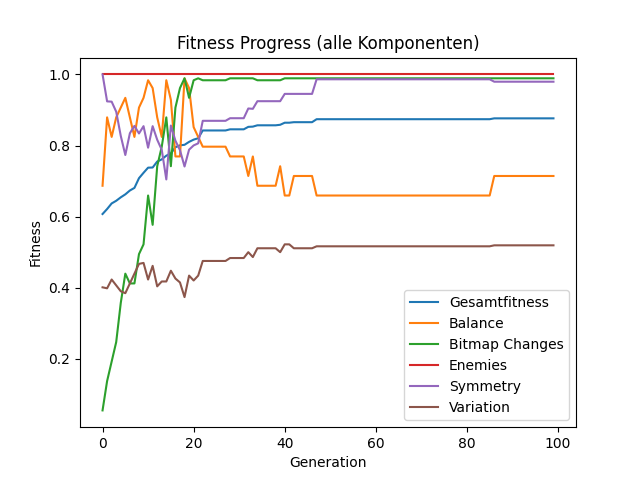 Fitness Progress (alle Komponenten)
1.0
0.8
0.6
0.4
0.2
Fitness
0 20 40 60 80 100
Generation
Gesamtfitness
Balance
Bitmap Changes
Enemies
Symmetry
Variation